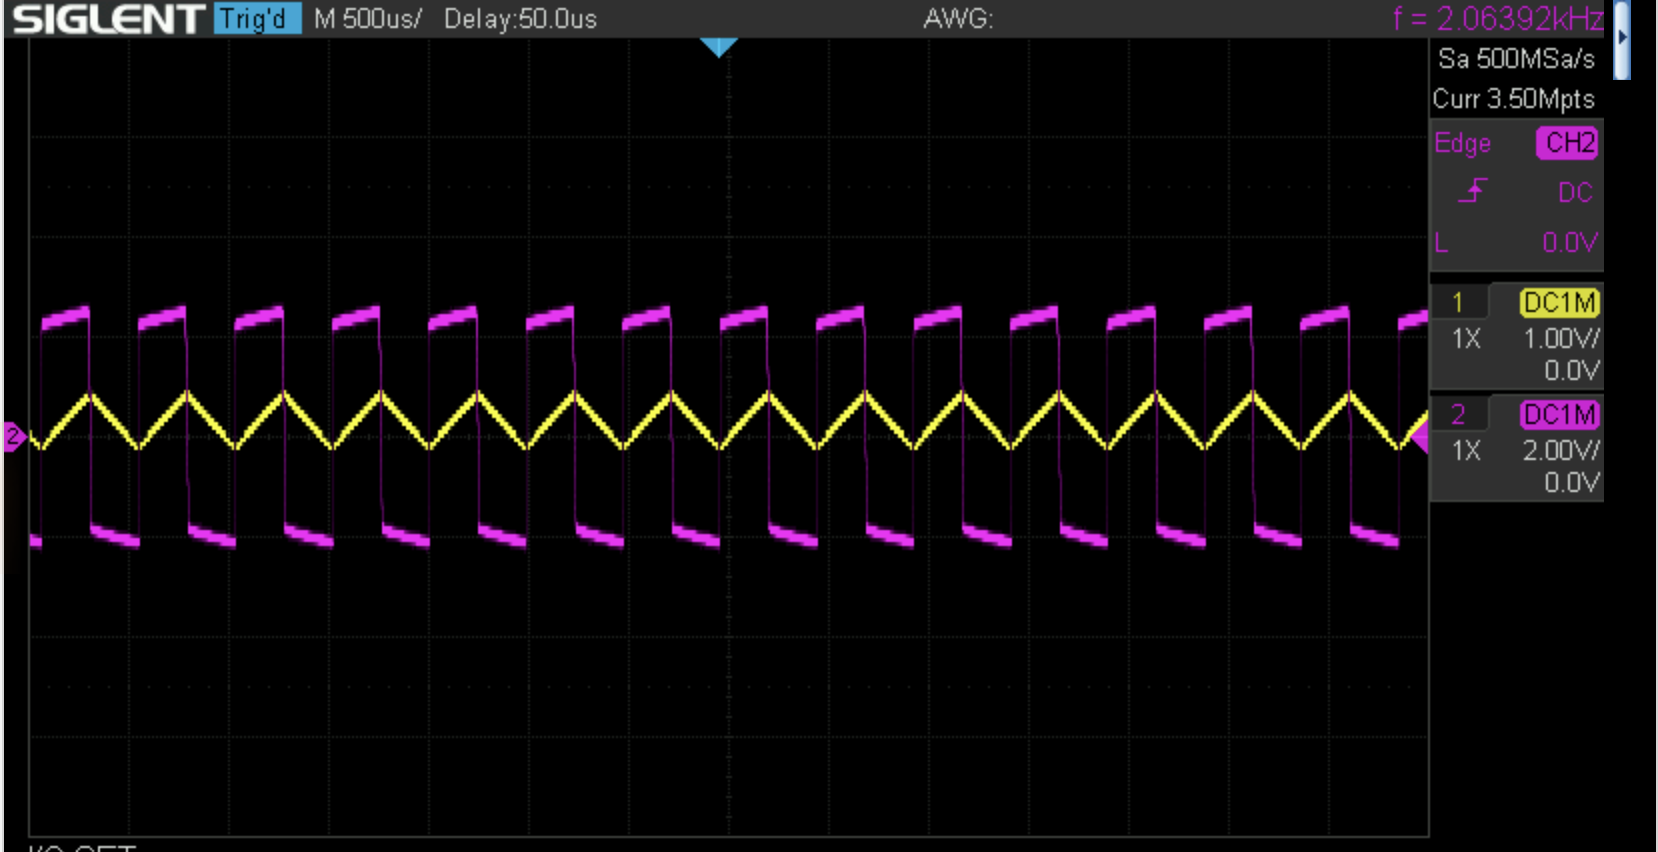 SIGLENT Trig'd M 500us/ Delay:50.0us AWG: f = 2.06392kHz
Sa 500MSa/s
Curr 3.50Mpts
Edge CH2
DC
L 0.0V
1 DC1M
1X 1.00V/
0.0V
2
2 DC1M
1X 2.00V/
0.0V